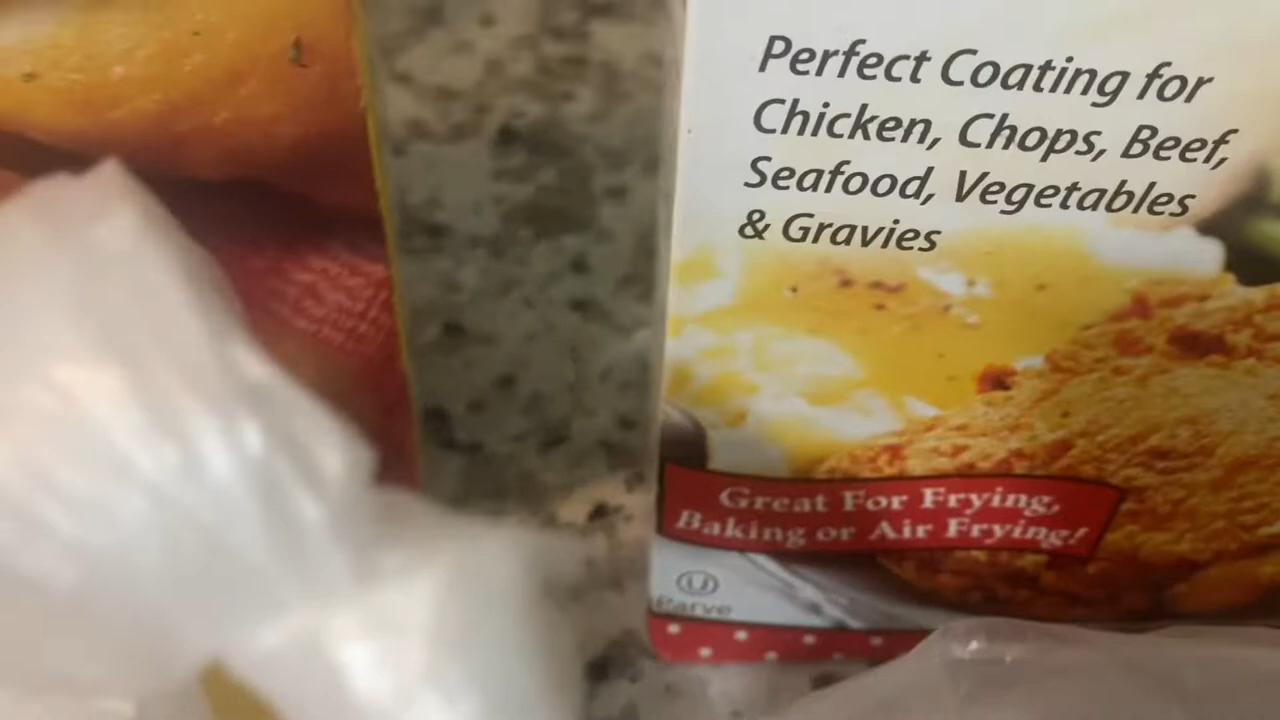 Perfect Coating for
Chicken, Chops, Beef,
Seafood, Vegetables
& Gravies
Great For Frying,
Baking or Air Frying!
U
Parve